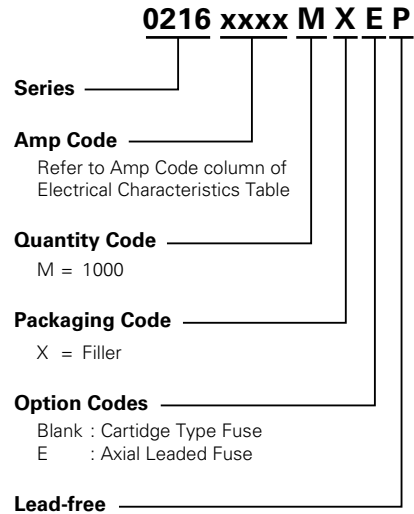 0216 xxxx M X E P
Series
Amp Code
Refer to Amp Code column of
Electrical Characteristics Table
Quantity Code
M = 1000
Packaging Code
X = Filler
Option Codes
Blank : Cartidge Type Fuse
E : Axial Leaded Fuse
Lead-free